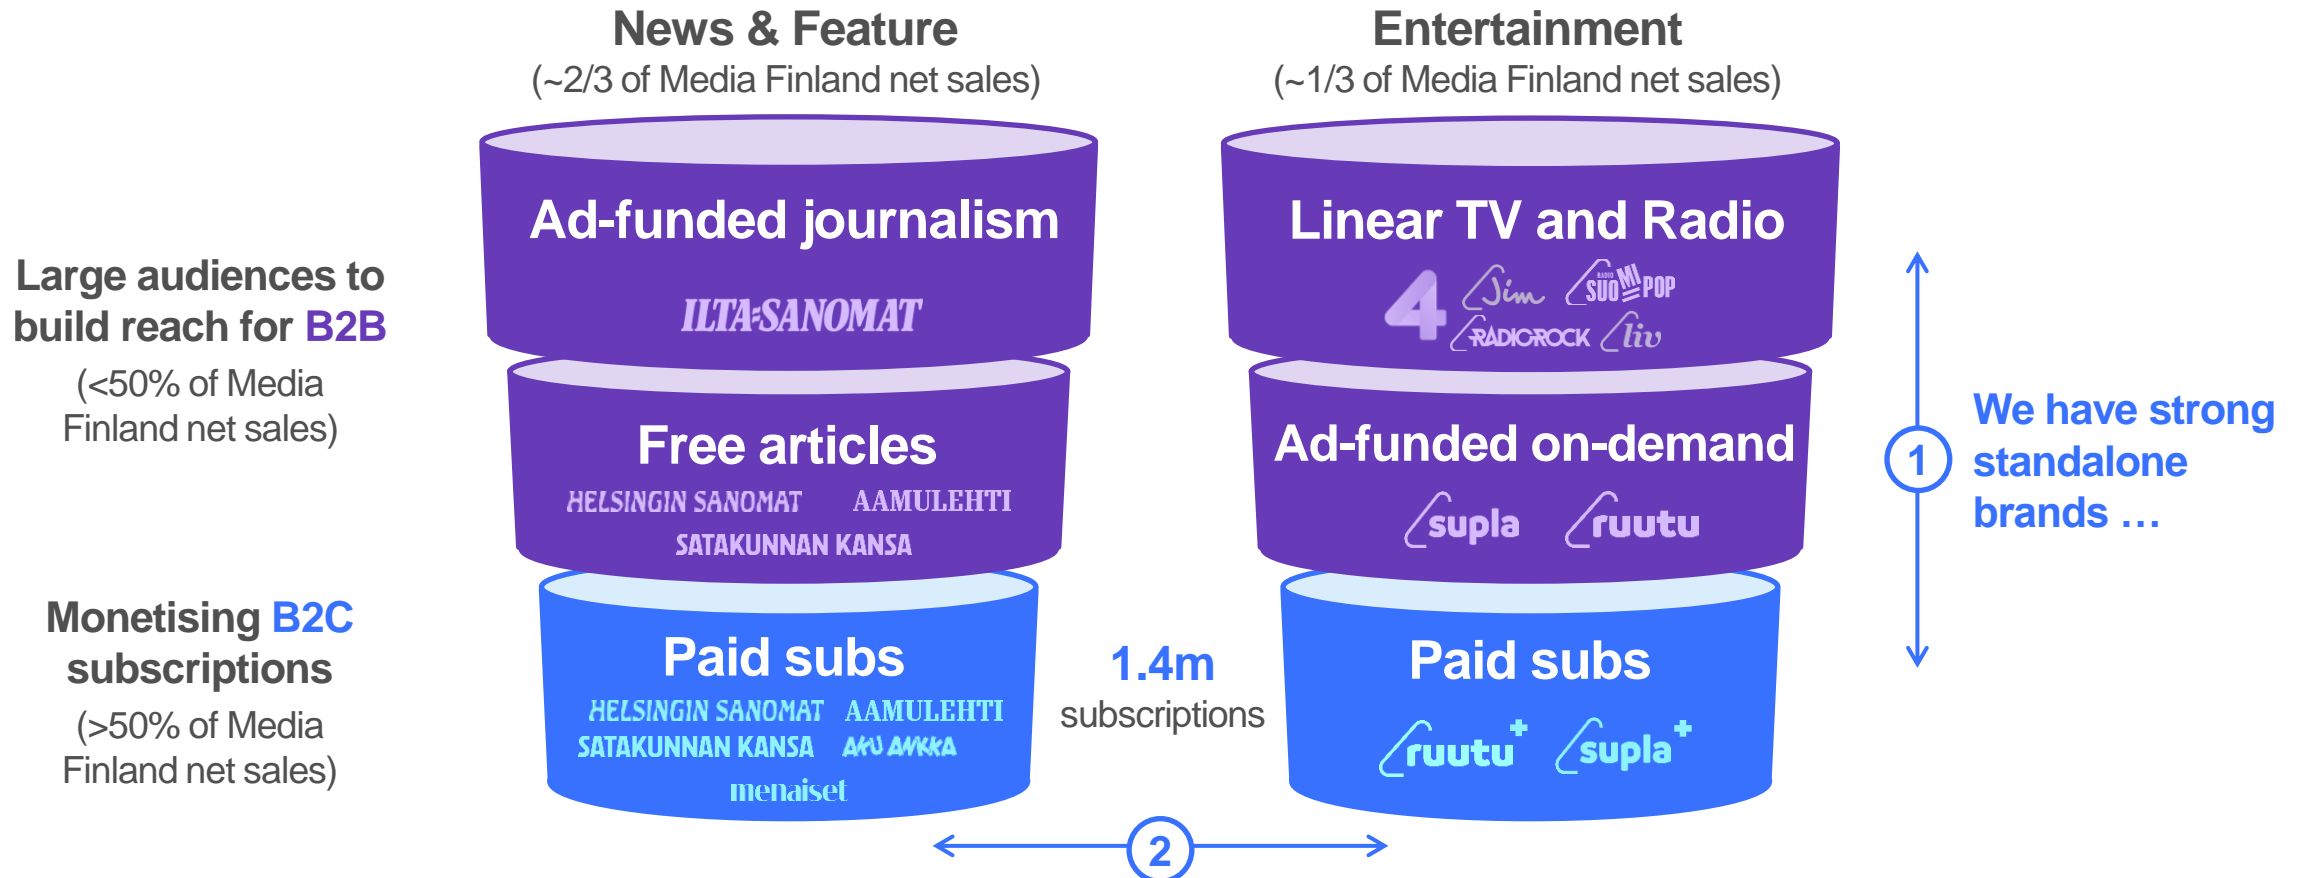 News & Feature
(~2/3 of Media Finland net sales)
Entertainment
(~1/3 of Media Finland net sales)
Large audiences to
build reach for B2B
(<50% of Media
Finland net sales)
Monetising B2C
subscriptions
(>50% of Media
Finland net sales)
Ad-funded journalism
ILTA-SANOMAT
Free articles
HELSINGIN SANOMAT AAMULEHTI
SATAKUNNAN KANSA
Paid subs
HELSINGIN SANOMAT AAMULEHTI
SATAKUNNAN KANSA AKU ANKKA
menaiset
1.4m
subscriptions
Linear TV and Radio
4 Jim RADIO SUOMIPOP
RADIO ROCK liv
Ad-funded on-demand
supla ruutu
Paid subs
ruutu+ supla+
1
We have strong
standalone
brands …
2